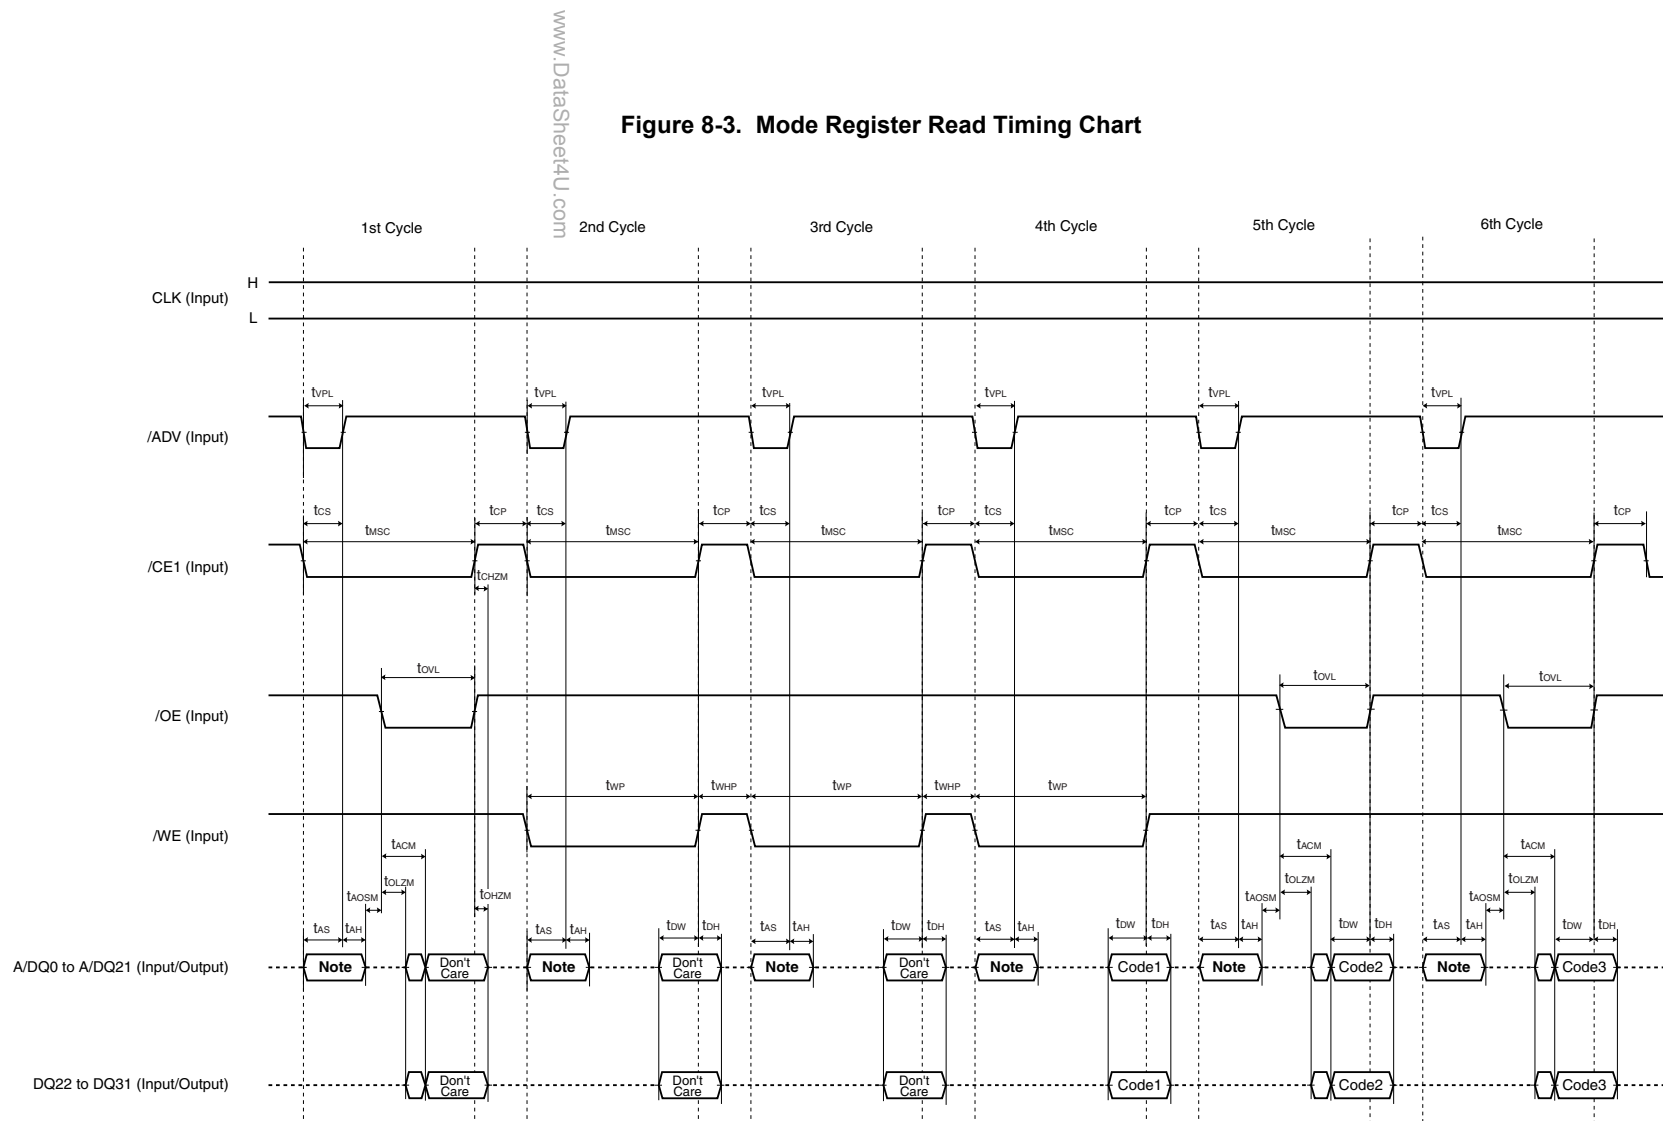 www.DataSheet4U.com
Figure 8-3. Mode Register Read Timing Chart
1st Cycle 2nd Cycle 3rd Cycle 4th Cycle 5th Cycle 6th Cycle
H
CLK (Input)
L
tVPL tVPL tVPL tVPL tVPL tVPL
/ADV (Input)
tCS tCP tCS tCP tCS tCP tCS tCP tCS tCP tCS tCP
tMSC tMSC tMSC tMSC tMSC tMSC
/CE1 (Input)
tCHZM
tOVL tOVL tOVL
/OE (Input)
tWP tWHP tWP tWHP tWP
/WE (Input)
tACM tACM tACM
tOLZM tOHZM tOLZM tOLZM
tAOSM tAOSM tAOSM
tAS tAH tAS tAH tDW tDH tAS tAH tDW tDH tAS tAH tDW tDH tAS tAH tDW tDH tAS tAH tDW tDH
A/DQ0 to A/DQ21 (Input/Output) Note Don't Care Note Don't Care Note Don't Care Note Code1 Note Code2 Note Code3
DQ22 to DQ31 (Input/Output) Don't Care Don't Care Don't Care Code1 Code2 Code3